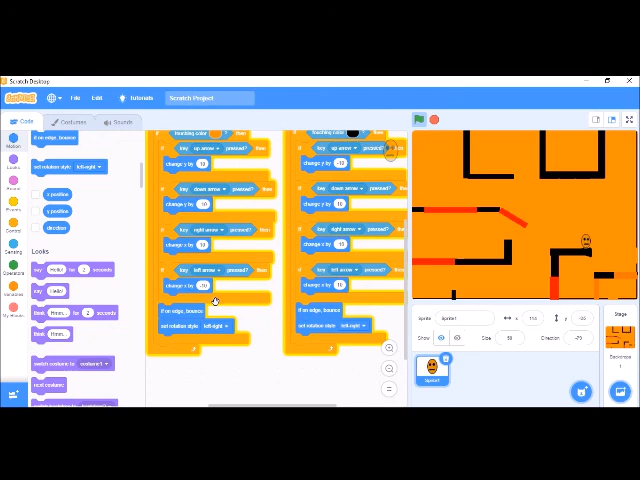 Scratch Desktop
SCRATCH File Edit Tutorials Scratch Project
Code Costumes Sounds
Motion
Looks
Sound
Events
Control
Sensing
Operators
Variables
My Blocks
if on edge, bounce
set rotation style left-right
x position
y position
direction
Looks
say Hello! for 2 seconds
say Hello!
think Hmm... for 2 seconds
think Hmm...
switch costume to costume1
next costume
if touching color then
if key up arrow pressed? then
change y by 10
if key down arrow pressed? then
change y by -10
if key right arrow pressed? then
change x by 10
if key left arrow pressed? then
change x by -10
if on edge, bounce
set rotation style left-right
if touching color then
if key up arrow pressed? then
change y by -10
if key down arrow pressed? then
change y by 10
if key right arrow pressed? then
change x by -10
if key left arrow pressed? then
change x by 10
if on edge, bounce
set rotation style left-right
Sprite Sprite1 x 114 y
Show Size 50 Direction -73
Sprite1
Stage
Backdrops
1